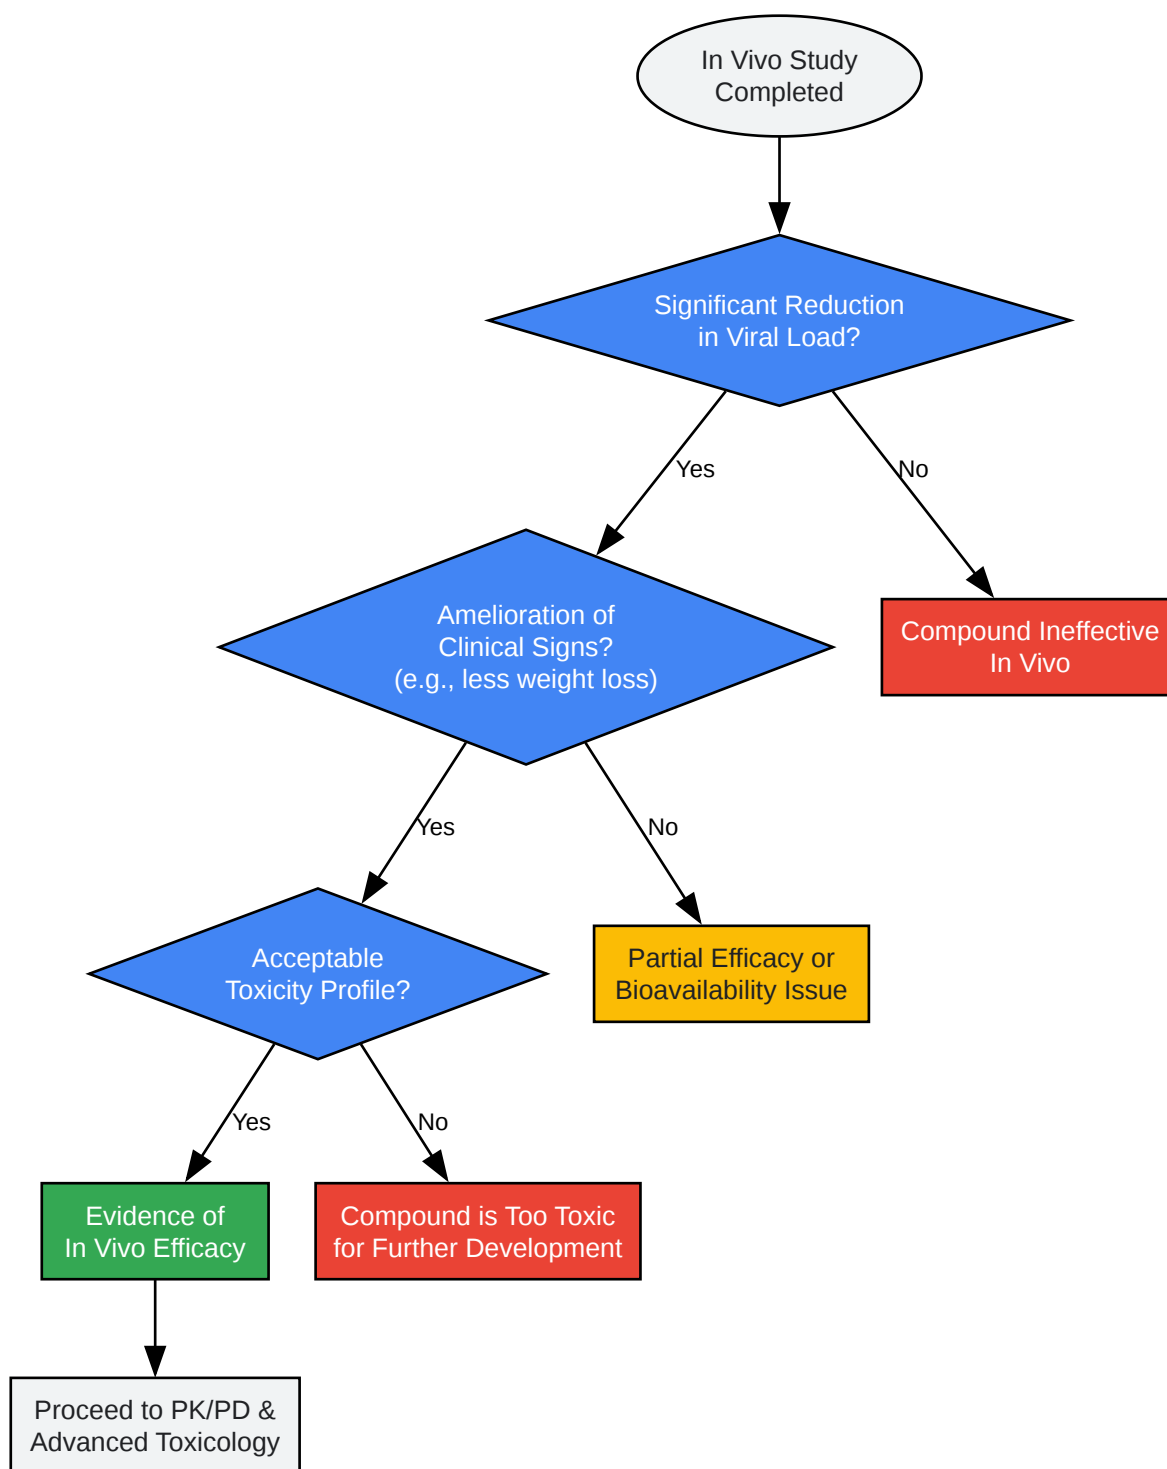 In Vivo Study
Completed
Significant Reduction
in Viral Load?
Yes
No
Amelioration of
Clinical Signs?
(e.g., less weight loss)
Compound Ineffective
In Vivo
Yes
No
Acceptable
Toxicity Profile?
Partial Efficacy or
Bioavailability Issue
Yes
No
Evidence of
In Vivo Efficacy
Compound is Too Toxic
for Further Development
Proceed to PK/PD &
Advanced Toxicology